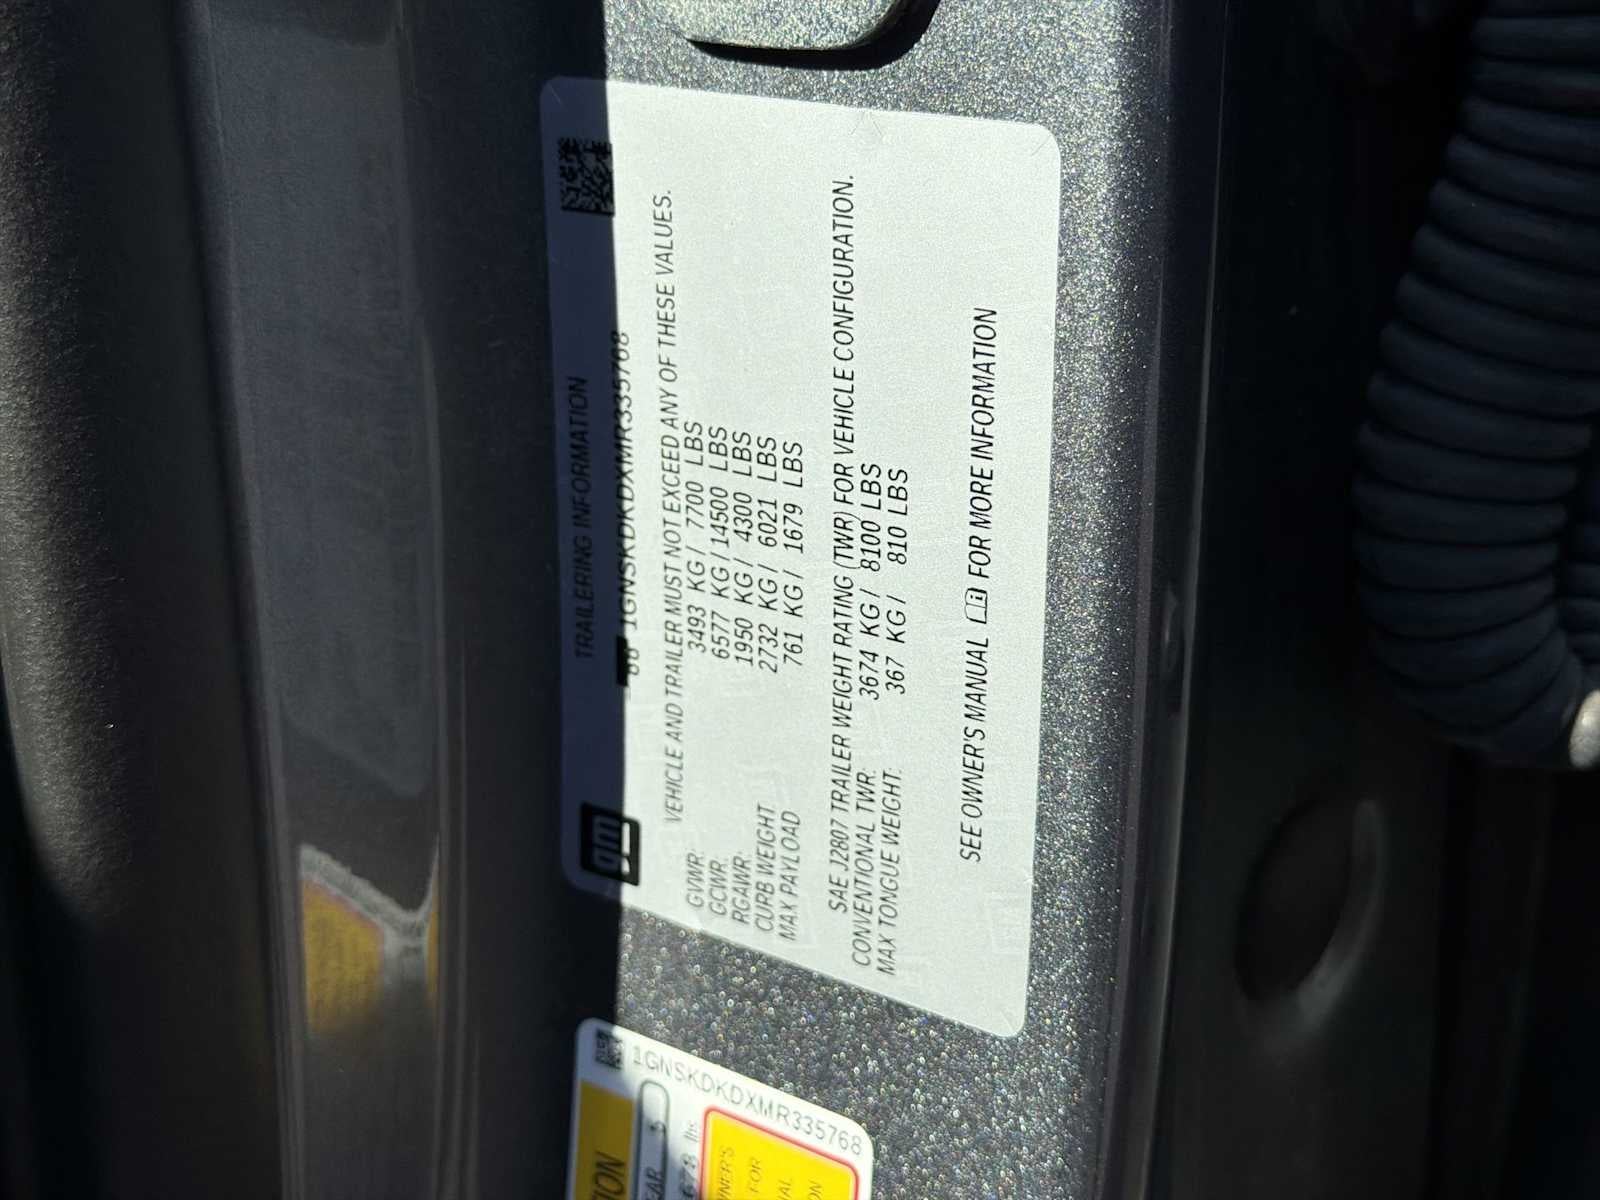 gm
TRAILERING INFORMATION
1GNSKDKDXMR335768
VEHICLE AND TRAILER MUST NOT EXCEED ANY OF THESE VALUES.
GVWR: 3493 KG / 7700 LBS
GCWR: 6577 KG / 14500 LBS
RGAWR: 1950 KG / 4300 LBS
CURB WEIGHT 2732 KG / 6021 LBS
MAX PAYLOAD 761 KG / 1679 LBS
SAE J2807 TRAILER WEIGHT RATING (TWR) FOR VEHICLE CONFIGURATION.
CONVENTIONAL TWR: 3674 KG / 8100 LBS
MAX TONGUE WEIGHT: 367 KG / 810 LBS
SEE OWNER'S MANUAL FOR MORE INFORMATION
1GNSKDKDXMR335768
5
lbs
FOR